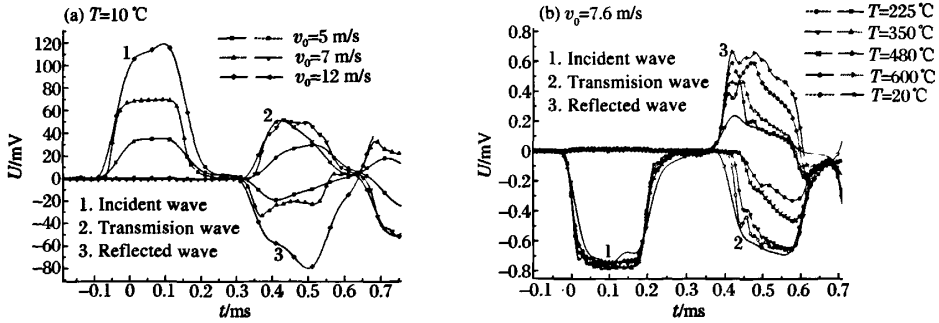 (a) T=10 ℃
v₀=5 m/s
v₀=7 m/s
v₀=12 m/s
U/mV
120
100
80
60
40
20
0
-20
-40
-60
-80
1
2
3
1. Incident wave
2. Transmision wave
3. Reflected wave
-0.1 0 0.1 0.2 0.3 0.4 0.5 0.6 0.7
t/ms
(b) v₀=7.6 m/s
T=225 ℃
T=350 ℃
T=480 ℃
T=600 ℃
T=20 ℃
1. Incident wave
2. Transmision wave
3. Reflected wave
U/mV
0.8
0.6
0.4
0.2
0
-0.2
-0.4
-0.6
-0.8
3
1
2
-0.1 0 0.1 0.2 0.3 0.4 0.5 0.6 0.7
t/ms